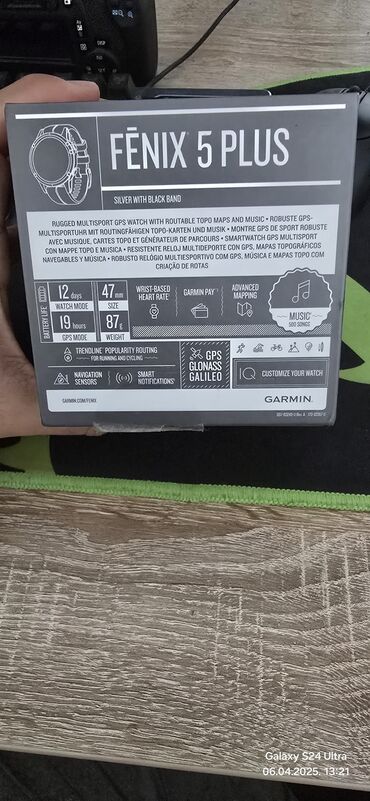 FĒNIX® 5 PLUS
SILVER WITH BLACK BAND
RUGGED MULTISPORT GPS WATCH WITH ROUTABLE TOPO MAPS AND MUSIC • ROBUSTE GPS-
MULTISPORTUHR MIT ROUTINGFÄHIGEN TOPO-KARTEN UND MUSIK • MONTRE GPS DE SPORT ROBUSTE
AVEC MUSIQUE, CARTES TOPO ET GÉNÉRATEUR DE PARCOURS • SMARTWATCH GPS MULTISPORT
CON MAPPE TOPO E MUSICA • RESISTENTE RELOJ MULTIDEPORTE CON GPS, MAPAS TOPOGRÁFICOS
NAVEGABLES Y MÚSICA • ROBUSTO RELÓGIO MULTIDESPORTIVO COM GPS, MÚSICA E MAPAS TOPO COM
CRIAÇÃO DE ROTAS
BATTERY LIFE
12 days
WATCH MODE
19 hours
GPS MODE
47 mm
SIZE
87 g
WEIGHT
WRIST-BASED
HEART RATE
GARMIN PAY
ADVANCED
MAPPING
MUSIC
500 SONGS
TRENDLINE™ POPULARITY ROUTING
FOR RUNNING AND CYCLING
GPS
GLONASS
GALILEO
NAVIGATION
SENSORS
SMART
NOTIFICATIONS
IQ CUSTOMIZE YOUR WATCH
GARMIN.COM/FENIX
GARMIN
Galaxy S24 Ultra
06.04.2025. 13:21